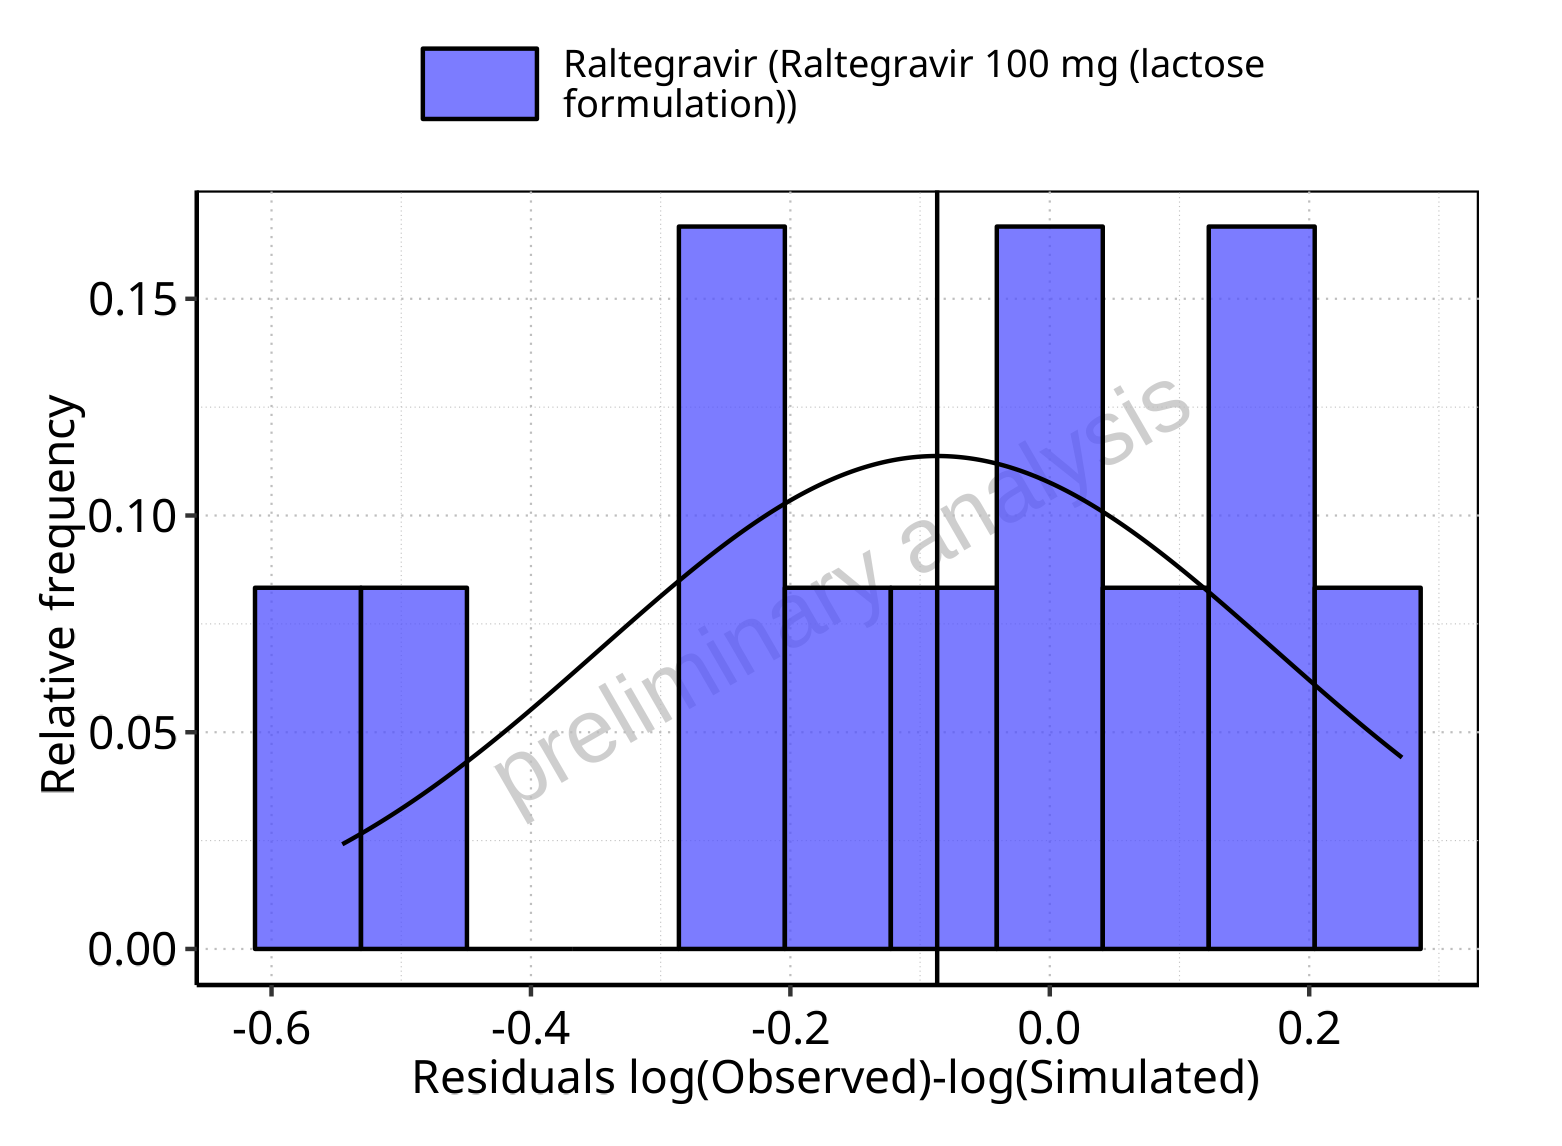 Raltegravir (Raltegravir 100 mg (lactose
formulation))
0.15
0.10
0.05
0.00
Relative frequency
preliminary analysis
-0.6 -0.4 -0.2 0.0 0.2
Residuals log(Observed)-log(Simulated)